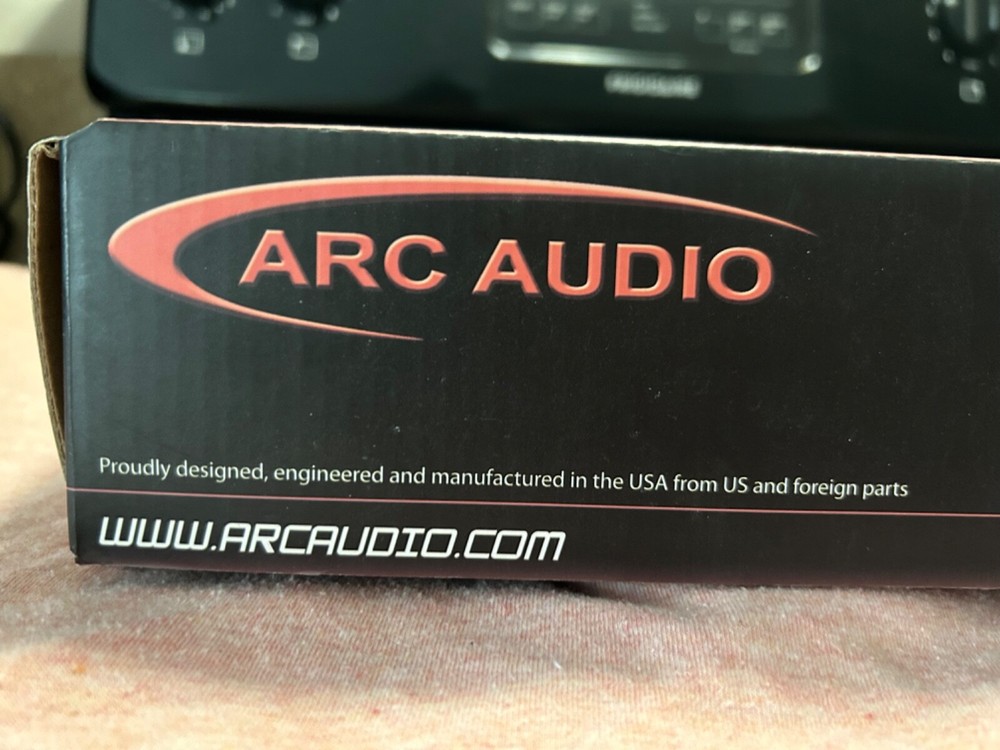 ARC AUDIO
Proudly designed, engineered and manufactured in the USA from US and foreign parts
WWW.ARCAUDIO.COM